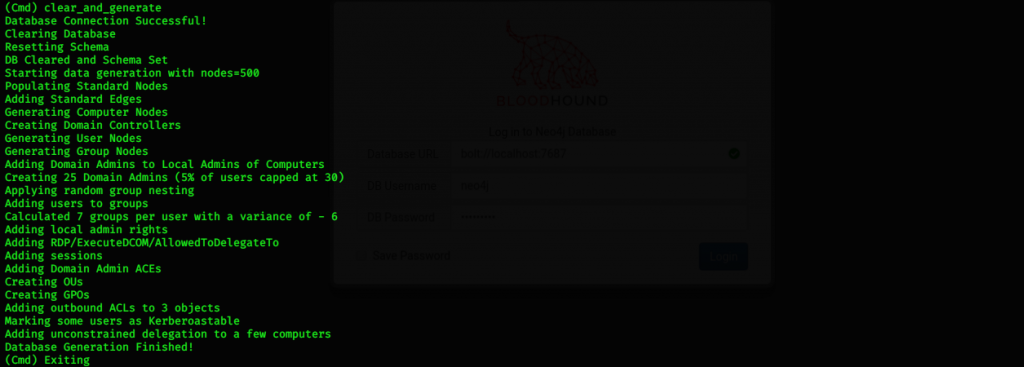 (Cmd) clear_and_generate
Database Connection Successful!
Clearing Database
Resetting Schema
DB Cleared and Schema Set
Starting data generation with nodes=500
Populating Standard Nodes
Adding Standard Edges
Generating Computer Nodes
Creating Domain Controllers
Generating User Nodes
Generating Group Nodes
Adding Domain Admins to Local Admins of Computers
Creating 25 Domain Admins (5% of users capped at 30)
Applying random group nesting
Adding users to groups
Calculated 7 groups per user with a variance of - 6
Adding local admin rights
Adding RDP/ExecuteDCOM/AllowedToDelegateTo
Adding sessions
Adding Domain Admin ACEs
Creating OUs
Creating GPOs
Adding outbound ACLs to 3 objects
Marking some users as Kerberoastable
Adding unconstrained delegation to a few computers
Database Generation Finished!
(Cmd) Exiting
BLOODHOUND
Log in to Neo4j Database
Database URL
bolt://localhost:7687
DB Username
neo4j
DB Password
Save Password
Login